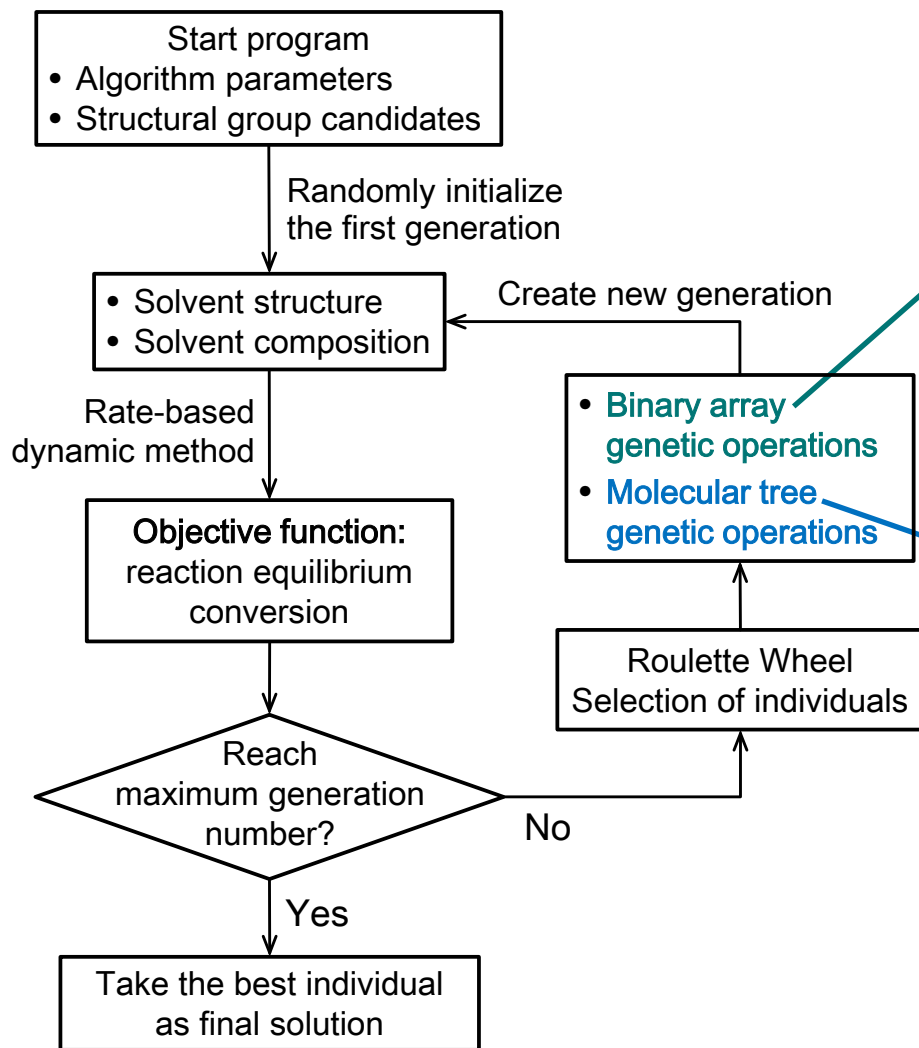 Start program
• Algorithm parameters
• Structural group candidates
Randomly initialize
the first generation
• Solvent structure
• Solvent composition
Create new generation
Rate-based
dynamic method
• Binary array
genetic operations
• Molecular tree
genetic operations
Objective function:
reaction equilibrium
conversion
Roulette Wheel
Selection of individuals
Reach
maximum generation
number?
No
Yes
Take the best individual
as final solution